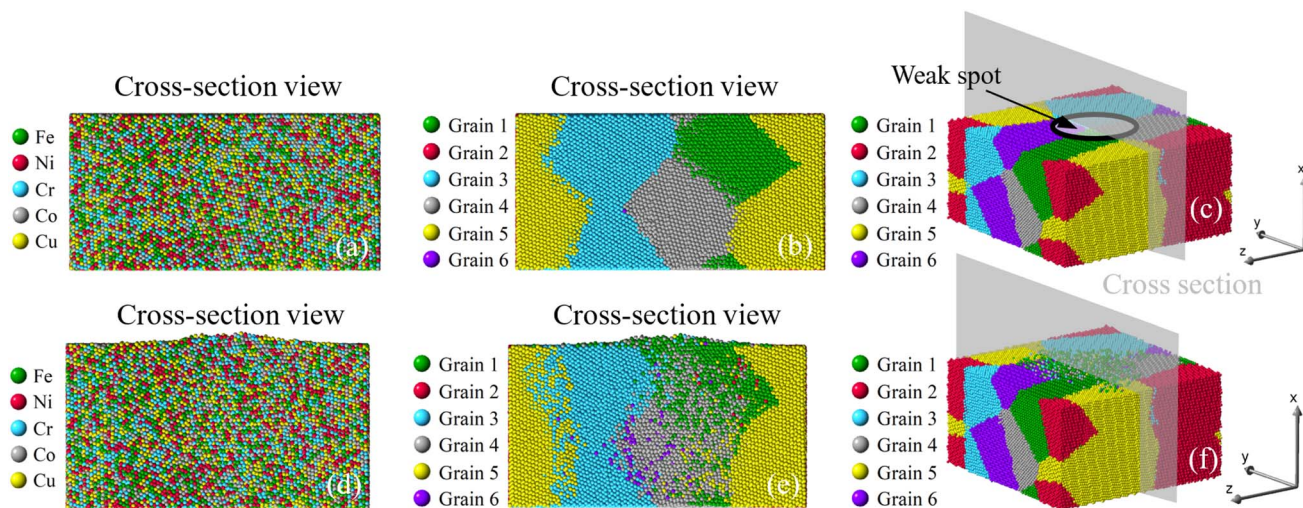 Cross-section view
Fe
Ni
Cr
Co
Cu
(a)
Cross-section view
Grain 1
Grain 2
Grain 3
Grain 4
Grain 5
Grain 6
(b)
Weak spot
Grain 1
Grain 2
Grain 3
Grain 4
Grain 5
Grain 6
(c)
x
y
z
Cross section
Cross-section view
Fe
Ni
Cr
Co
Cu
(d)
Cross-section view
Grain 1
Grain 2
Grain 3
Grain 4
Grain 5
Grain 6
(e)
Grain 1
Grain 2
Grain 3
Grain 4
Grain 5
Grain 6
(f)
x
y
z